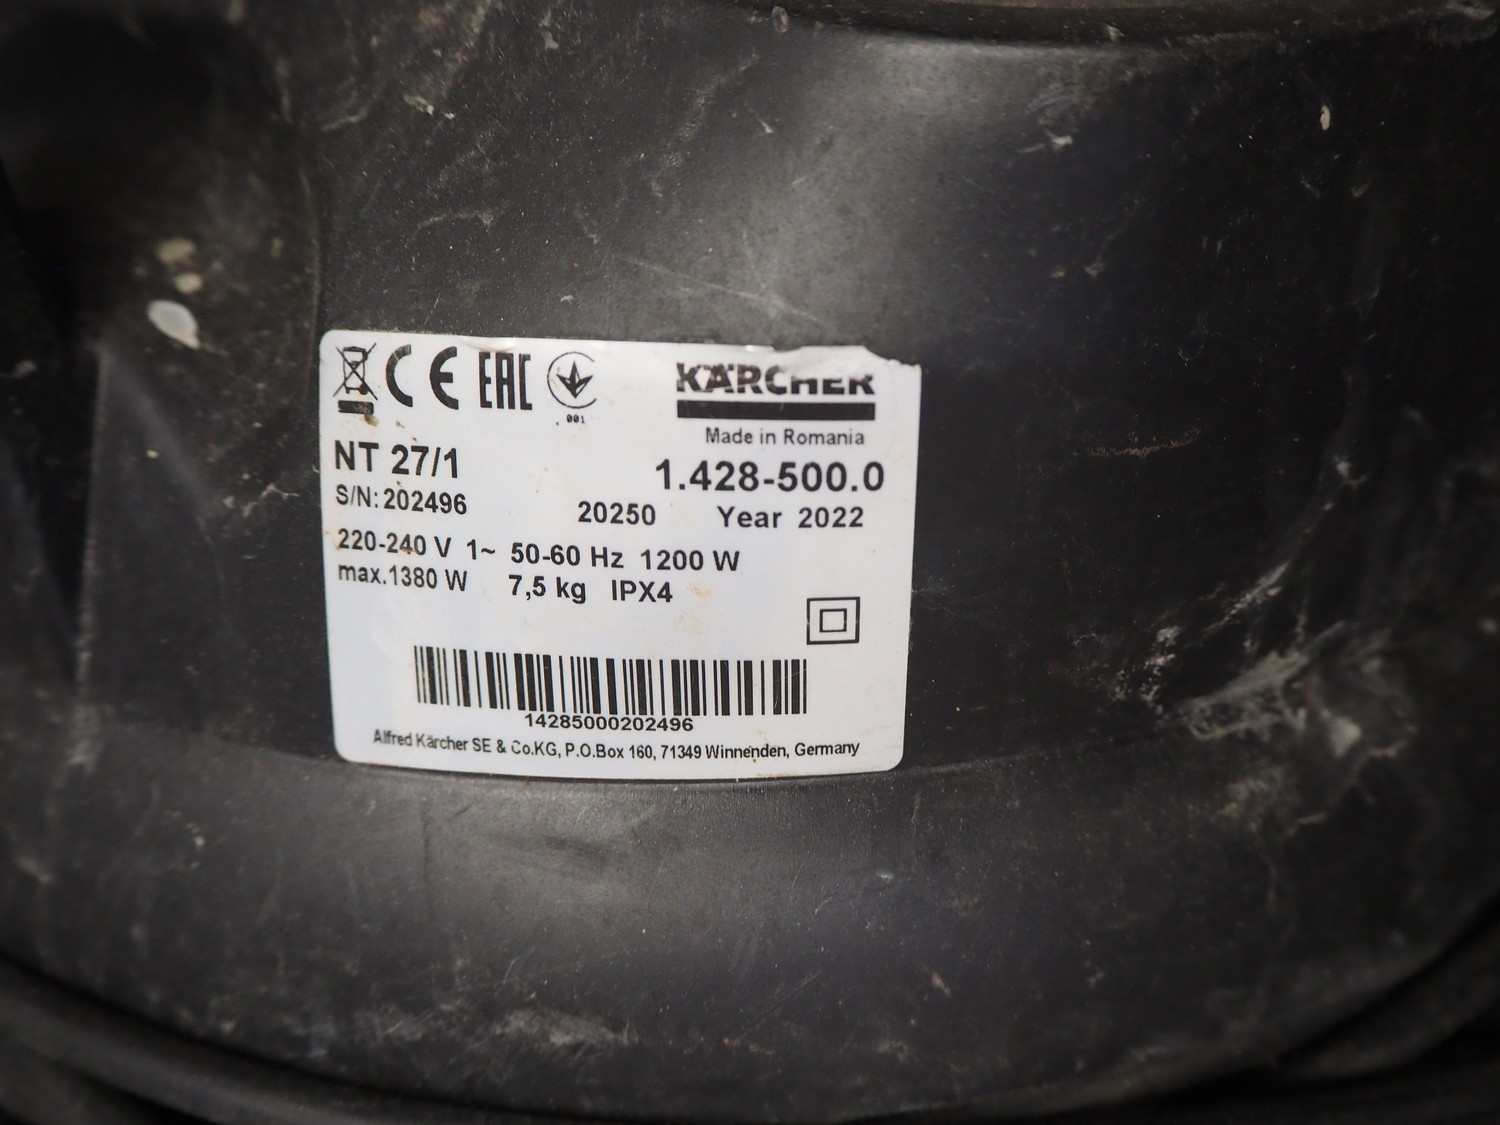 CE EAC
001
KÄRCHER
Made in Romania
NT 27/1
1.428-500.0
S/N: 202496 20250 Year 2022
220-240 V 1~ 50-60 Hz 1200 W
max.1380 W 7,5 kg IPX4
14285000202496
Alfred Kärcher SE & Co.KG, P.O.Box 160, 71349 Winnenden, Germany